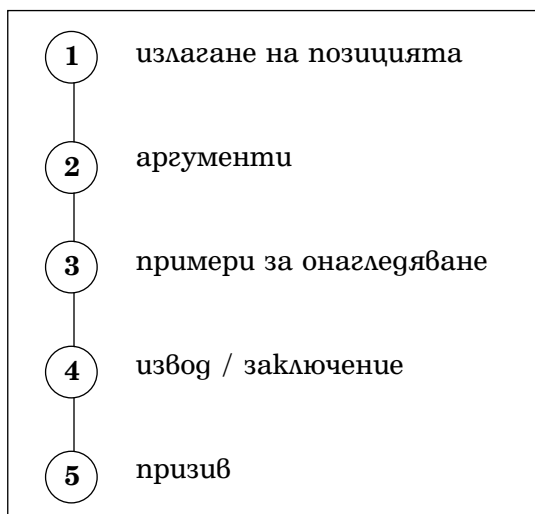 1 излагане на позицията
2 аргументи
3 примери за онагледяване
4 извод / заключение
5 призив